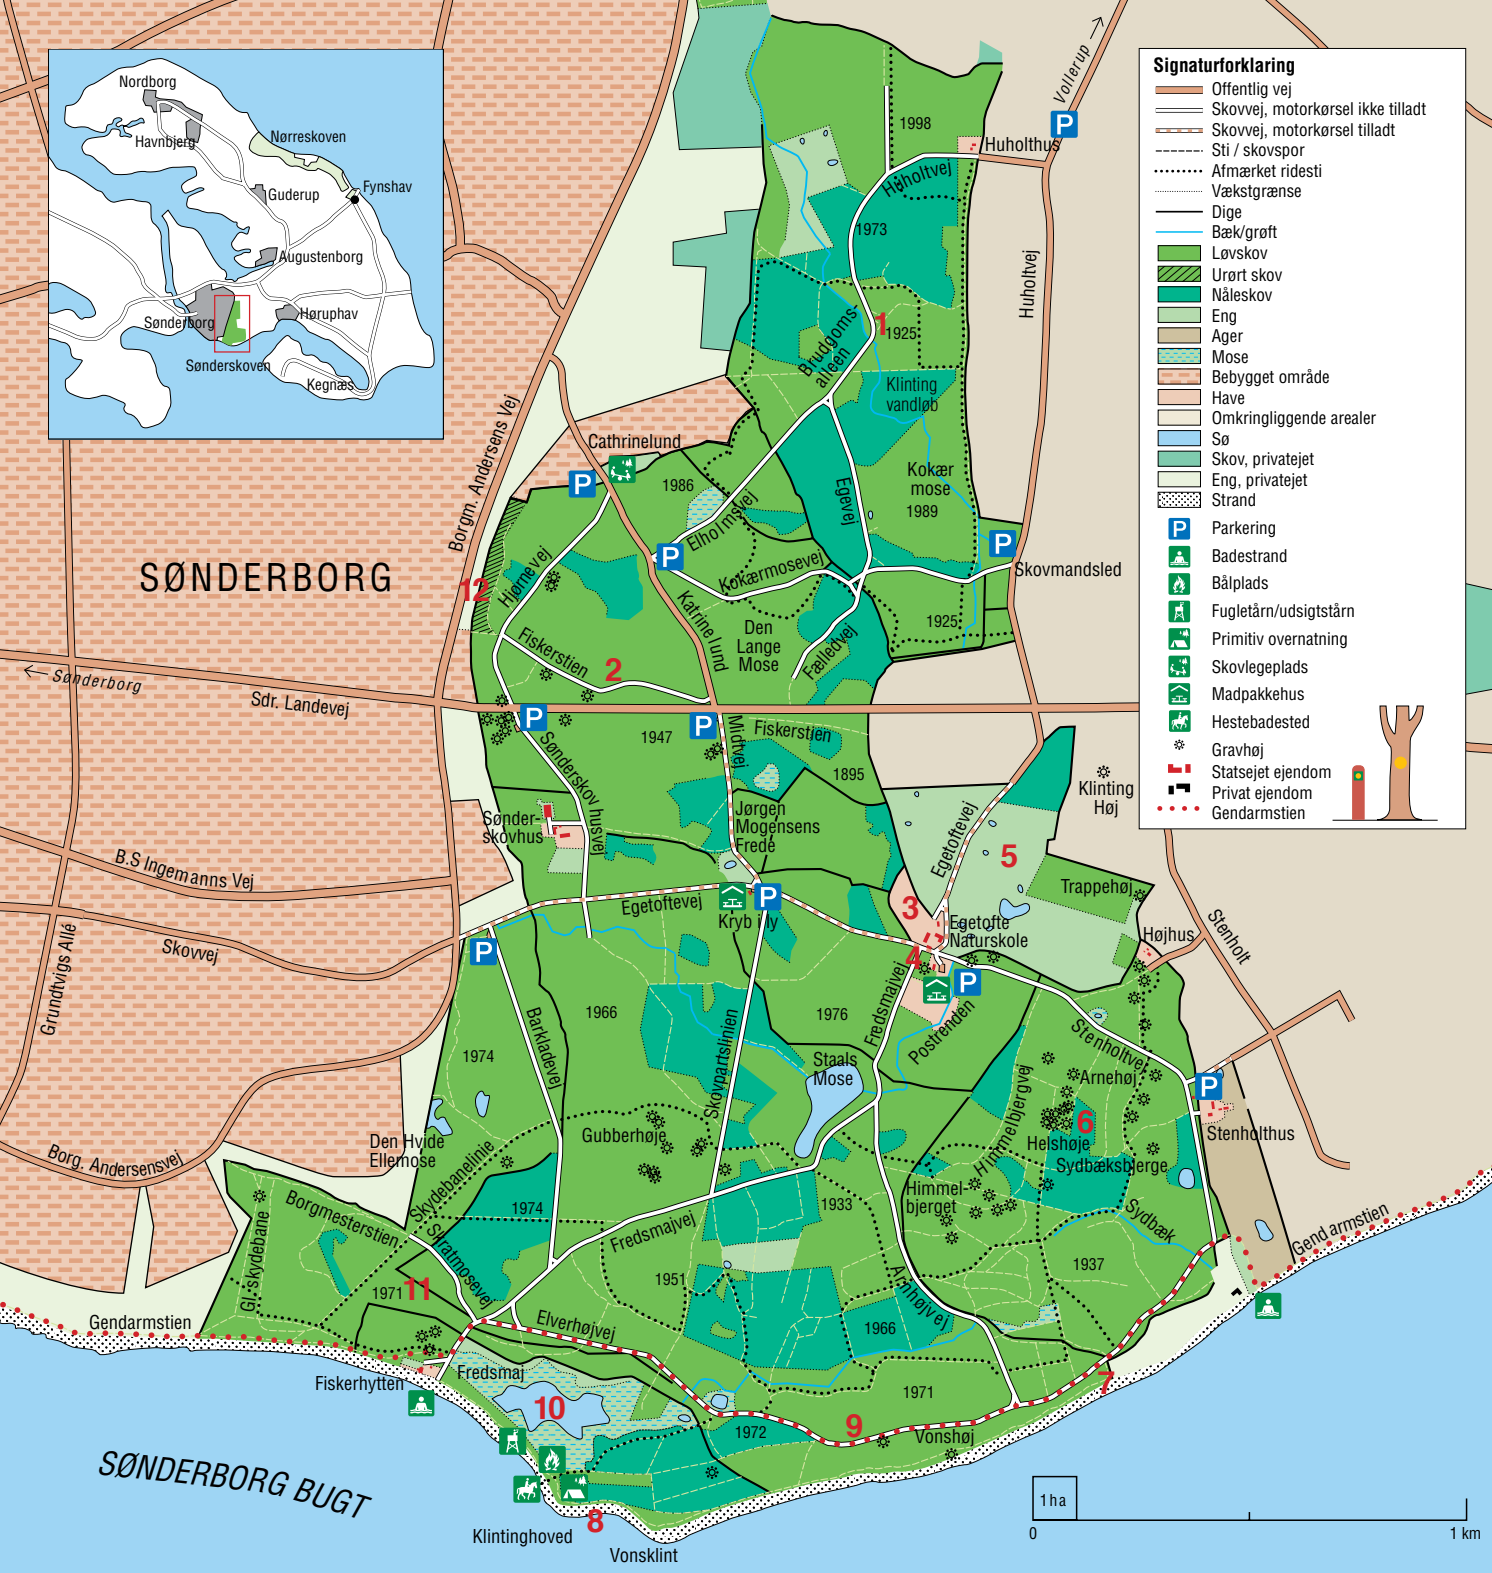 Nordborg
Havnbjerg
Nørreskoven
Guderup
Fynshav
Augustenborg
Sønderborg
Høruphav
Sønderskoven
Kegnæs
Signaturforklaring
Offentlig vej
Skovvej, motorkørsel ikke tilladt
Skovvej, motorkørsel tilladt
Sti / skovspor
Afmærket ridesti
Vækstgrænse
Dige
Bæk/grøft
Løvskov
Urørt skov
Nåleskov
Eng
Ager
Mose
Bebygget område
Have
Omkringliggende arealer
Sø
Skov, privatejet
Eng, privatejet
Strand
P
Parkering
Badestrand
Bålplads
Fugletårn/udsigtstårn
Primitiv overnatning
Skovlegeplads
Madpakkehus
Hestebadested
Gravhøj
Statsejet ejendom
Privat ejendom
Gendarmstien
Vollerup
P
1998
Huholthus
Huholtvej
1973
Huholtvej
1
1925
Brudgoms-
alleen
Klinting
vandløb
Borgm. Andersens Vej
Cathrinelund
P
1986
Kokær
mose
1989
Egevej
Elholmsvej
P
P
Skovmandsled
SØNDERBORG
12
Hjørnevej
Kokærmosevej
Katrinelund
1925
Den
Lange
Mose
Fælledvej
Fiskerstien
2
Sønderborg
Sdr. Landevej
P
P
1947
Midtvej
Fiskerstien
1895
Sønderskovhusvej
Klinting
Høj
Sønder-
skovhus
Jørgen
Mogensens
Frede
Egetoftevej
5
Trappehøj
B.S Ingemanns Vej
Egetoftevej
P
Kryb i ly
3
Egetofte
Naturskole
4
Højhus
Stenholt
Skovvej
Grundtvigs Allé
P
P
1966
1976
Fredsmajvej
Postrenden
Barkladevej
Skovpartslinien
Stenholtvej
1974
Staals
Mose
Arnehøj
P
Himmelbjergvej
6
Helshøje
Sydbæksbjerge
Stenholthus
Gubberhøje
Den Hvide
Ellemose
Borg. Andersensvej
Skydebanelinie
Himmel-
bjerget
Sydbæk
1974
1933
Borgmesterstien
Gl. skydebane
Stratmosevej
Fredsmajvej
Gendarmstien
1951
Arnhøjvej
1937
1971
11
Gendarmstien
Elverhøjvej
1966
Fiskerhytten
Fredsmaj
10
1971
7
1972
9
Vonshøj
SØNDERBORG BUGT
8
Klintinghoved
Vonsklint
1 ha
0
1 km